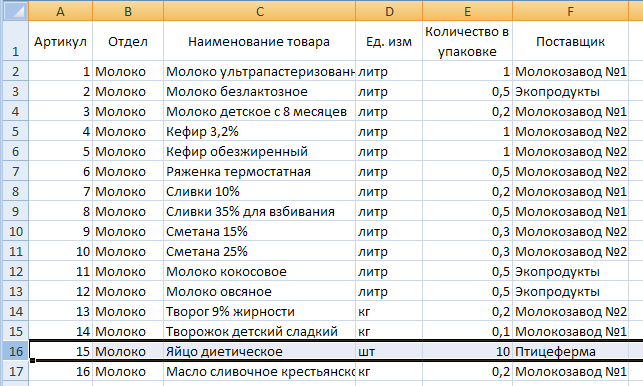 A B C D E F
1 Артикул Отдел Наименование товара Ед. изм Количество в упаковке Поставщик
2 1 Молоко Молоко ультрапастеризованн литр 1 Молокозавод №1
3 2 Молоко Молоко безлактозное литр 0,5 Экопродукты
4 3 Молоко Молоко детское с 8 месяцев литр 0,2 Молокозавод №1
5 4 Молоко Кефир 3,2% литр 1 Молокозавод №2
6 5 Молоко Кефир обезжиренный литр 1 Молокозавод №2
7 6 Молоко Ряженка термостатная литр 0,5 Молокозавод №2
8 7 Молоко Сливки 10% литр 0,2 Молокозавод №1
9 8 Молоко Сливки 35% для взбивания литр 0,5 Молокозавод №1
10 9 Молоко Сметана 15% литр 0,3 Молокозавод №2
11 10 Молоко Сметана 25% литр 0,3 Молокозавод №2
12 11 Молоко Молоко кокосовое литр 0,5 Экопродукты
13 12 Молоко Молоко овсяное литр 0,5 Экопродукты
14 13 Молоко Творог 9% жирности кг 0,2 Молокозавод №2
15 14 Молоко Творожок детский сладкий кг 0,1 Молокозавод №1
16 15 Молоко Яйцо диетическое шт 10 Птицеферма
17 16 Молоко Масло сливочное крестьянско кг 0,2 Молокозавод №1